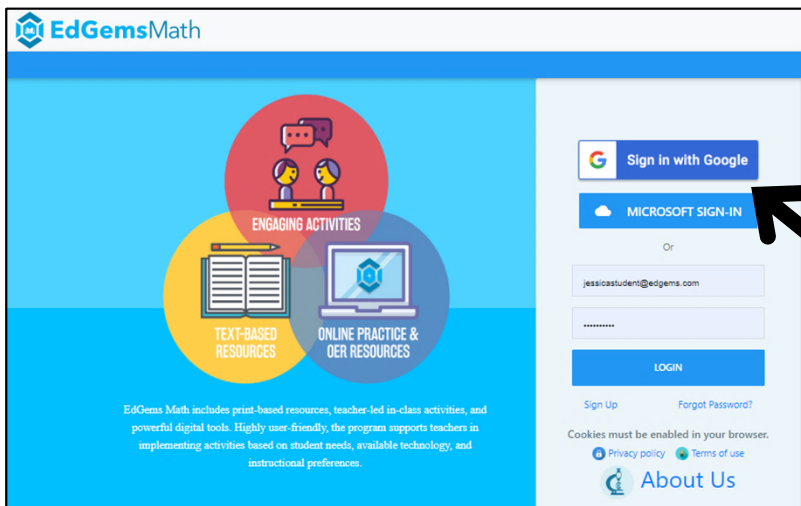 EdGemsMath
ENGAGING ACTIVITIES
TEXT-BASED
RESOURCES
ONLINE PRACTICE &
OER RESOURCES
EdGems Math includes print-based resources, teacher-led in-class activities, and
powerful digital tools. Highly user-friendly, the program supports teachers in
implementing activities based on student needs, available technology, and
instructional preferences.
G Sign in with Google
MICROSOFT SIGN-IN
Or
jessicastudent@edgems.com
··········
LOGIN
Sign Up Forgot Password?
Cookies must be enabled in your browser.
Privacy policy Terms of use
About Us